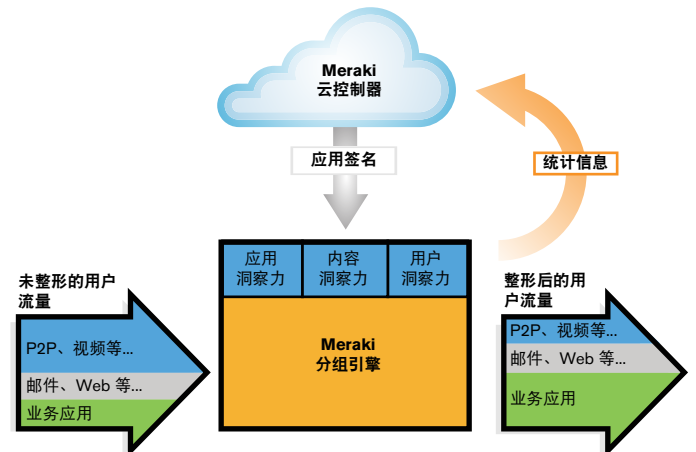 Meraki
云控制器
应用签名
统计信息
应用
洞察力
内容
洞察力
用户
洞察力
未整形的用户
流量
P2P、视频等...
邮件、Web 等...
业务应用
Meraki
分组引擎
整形后的用
户流量
P2P、视频等...
邮件、Web 等...
业务应用